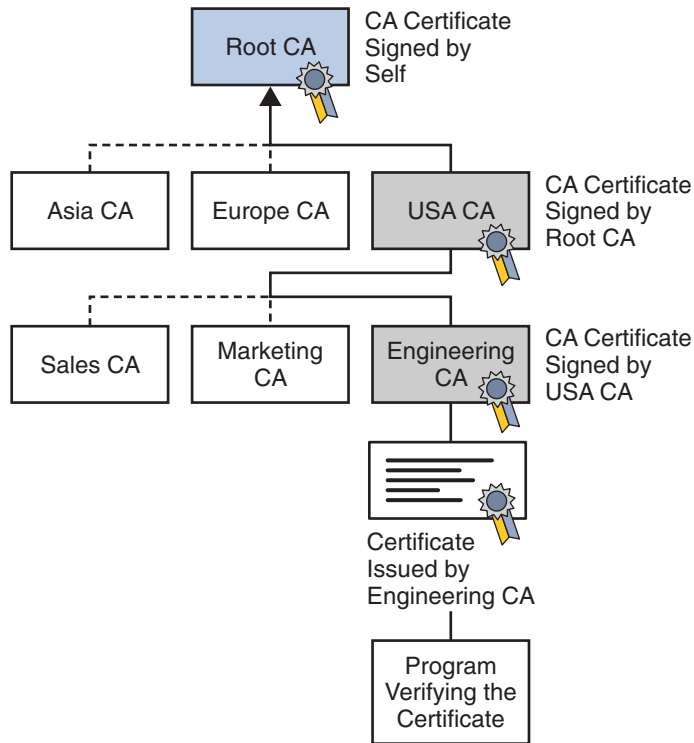 Root CA
CA Certificate
Signed by
Self
Asia CA
Europe CA
USA CA
CA Certificate
Signed by
Root CA
Sales CA
Marketing
CA
Engineering
CA
CA Certificate
Signed by
USA CA
Certificate
Issued by
Engineering CA
Program
Verifying the
Certificate